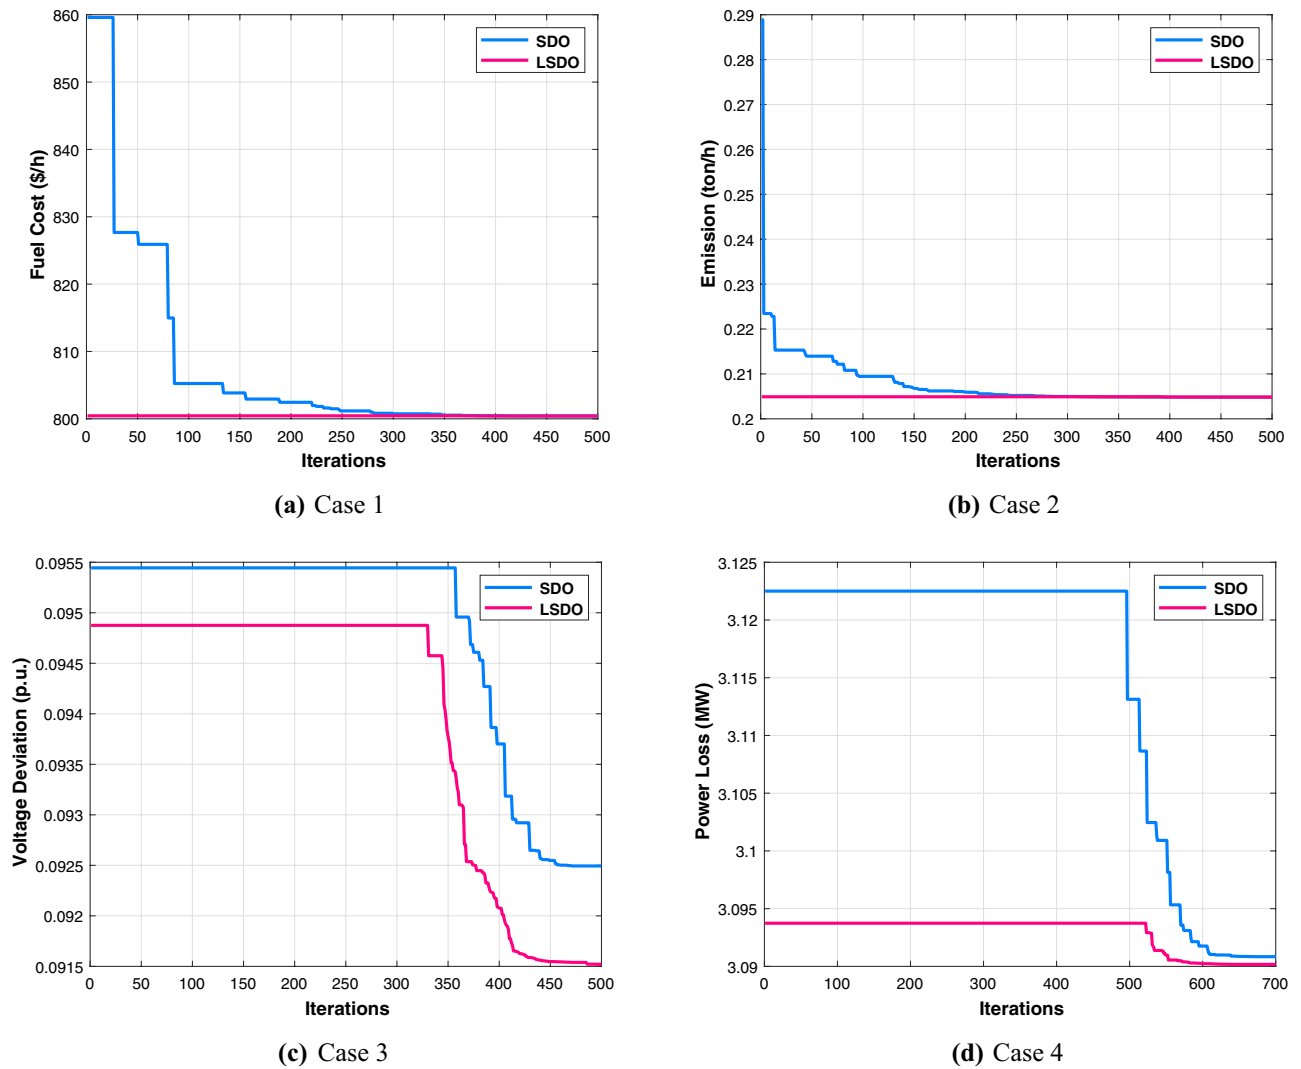 860
850
840
830
820
810
800
Fuel Cost ($/h)
SDO
LSDO
0 50 100 150 200 250 300 350 400 450 500
Iterations
(a) Case 1
0.29
0.28
0.27
0.26
0.25
0.24
0.23
0.22
0.21
0.2
Emission (ton/h)
SDO
LSDO
0 50 100 150 200 250 300 350 400 450 500
Iterations
(b) Case 2
0.0955
0.095
0.0945
0.094
0.0935
0.093
0.0925
0.092
0.0915
Voltage Deviation (p.u.)
SDO
LSDO
0 50 100 150 200 250 300 350 400 450 500
Iterations
(c) Case 3
3.125
3.12
3.115
3.11
3.105
3.1
3.095
3.09
Power Loss (MW)
SDO
LSDO
0 100 200 300 400 500 600 700
Iterations
(d) Case 4